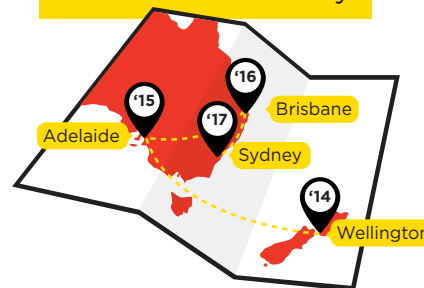 ‘16
‘15
Brisbane
‘17
Adelaide
Sydney
‘14
Wellington